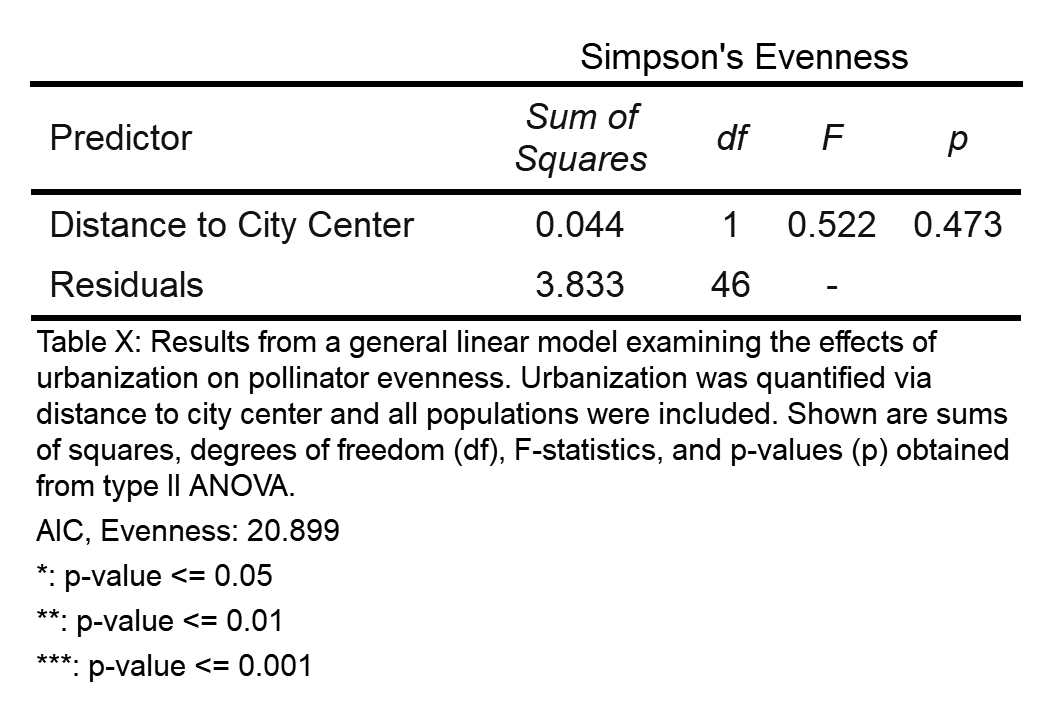 Simpson's Evenness
Predictor Sum of Squares df F p
Distance to City Center 0.044 1 0.522 0.473
Residuals 3.833 46 -
Table X: Results from a general linear model examining the effects of
urbanization on pollinator evenness. Urbanization was quantified via
distance to city center and all populations were included. Shown are sums
of squares, degrees of freedom (df), F-statistics, and p-values (p) obtained
from type II ANOVA.
AIC, Evenness: 20.899
*: p-value <= 0.05
**: p-value <= 0.01
***: p-value <= 0.001